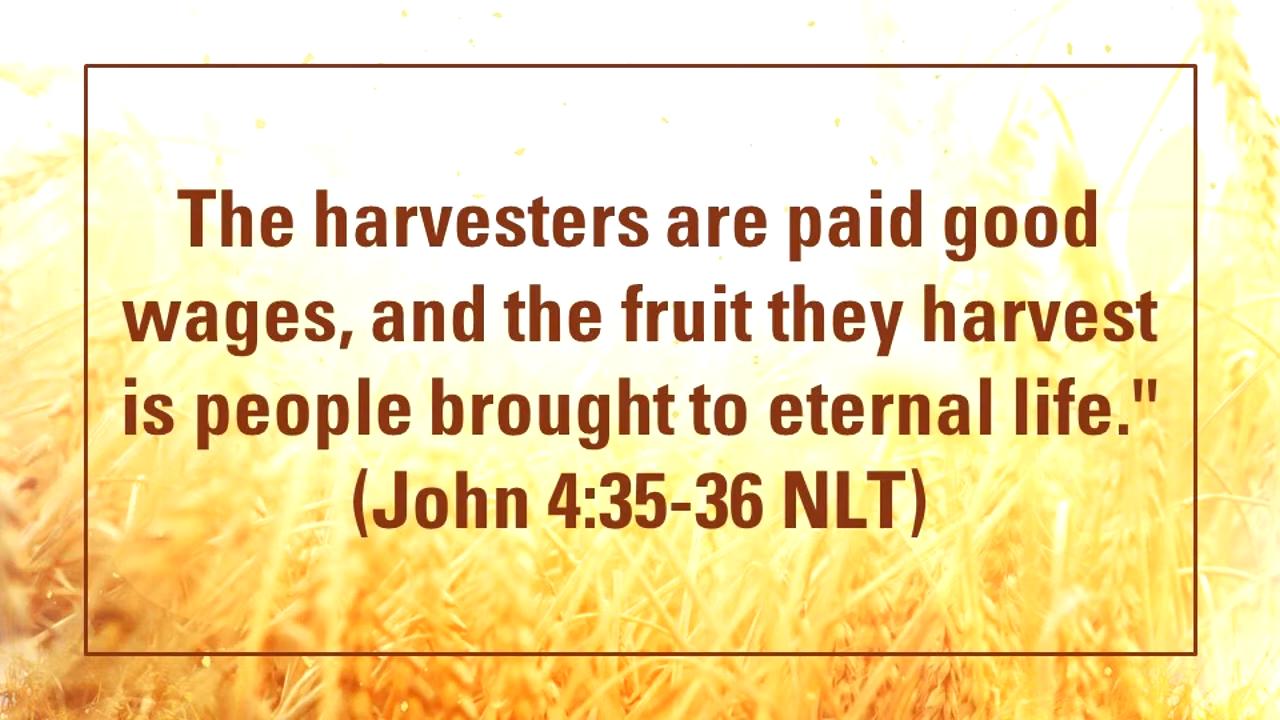 The harvesters are paid good
wages, and the fruit they harvest
is people brought to eternal life."
(John 4:35-36 NLT)